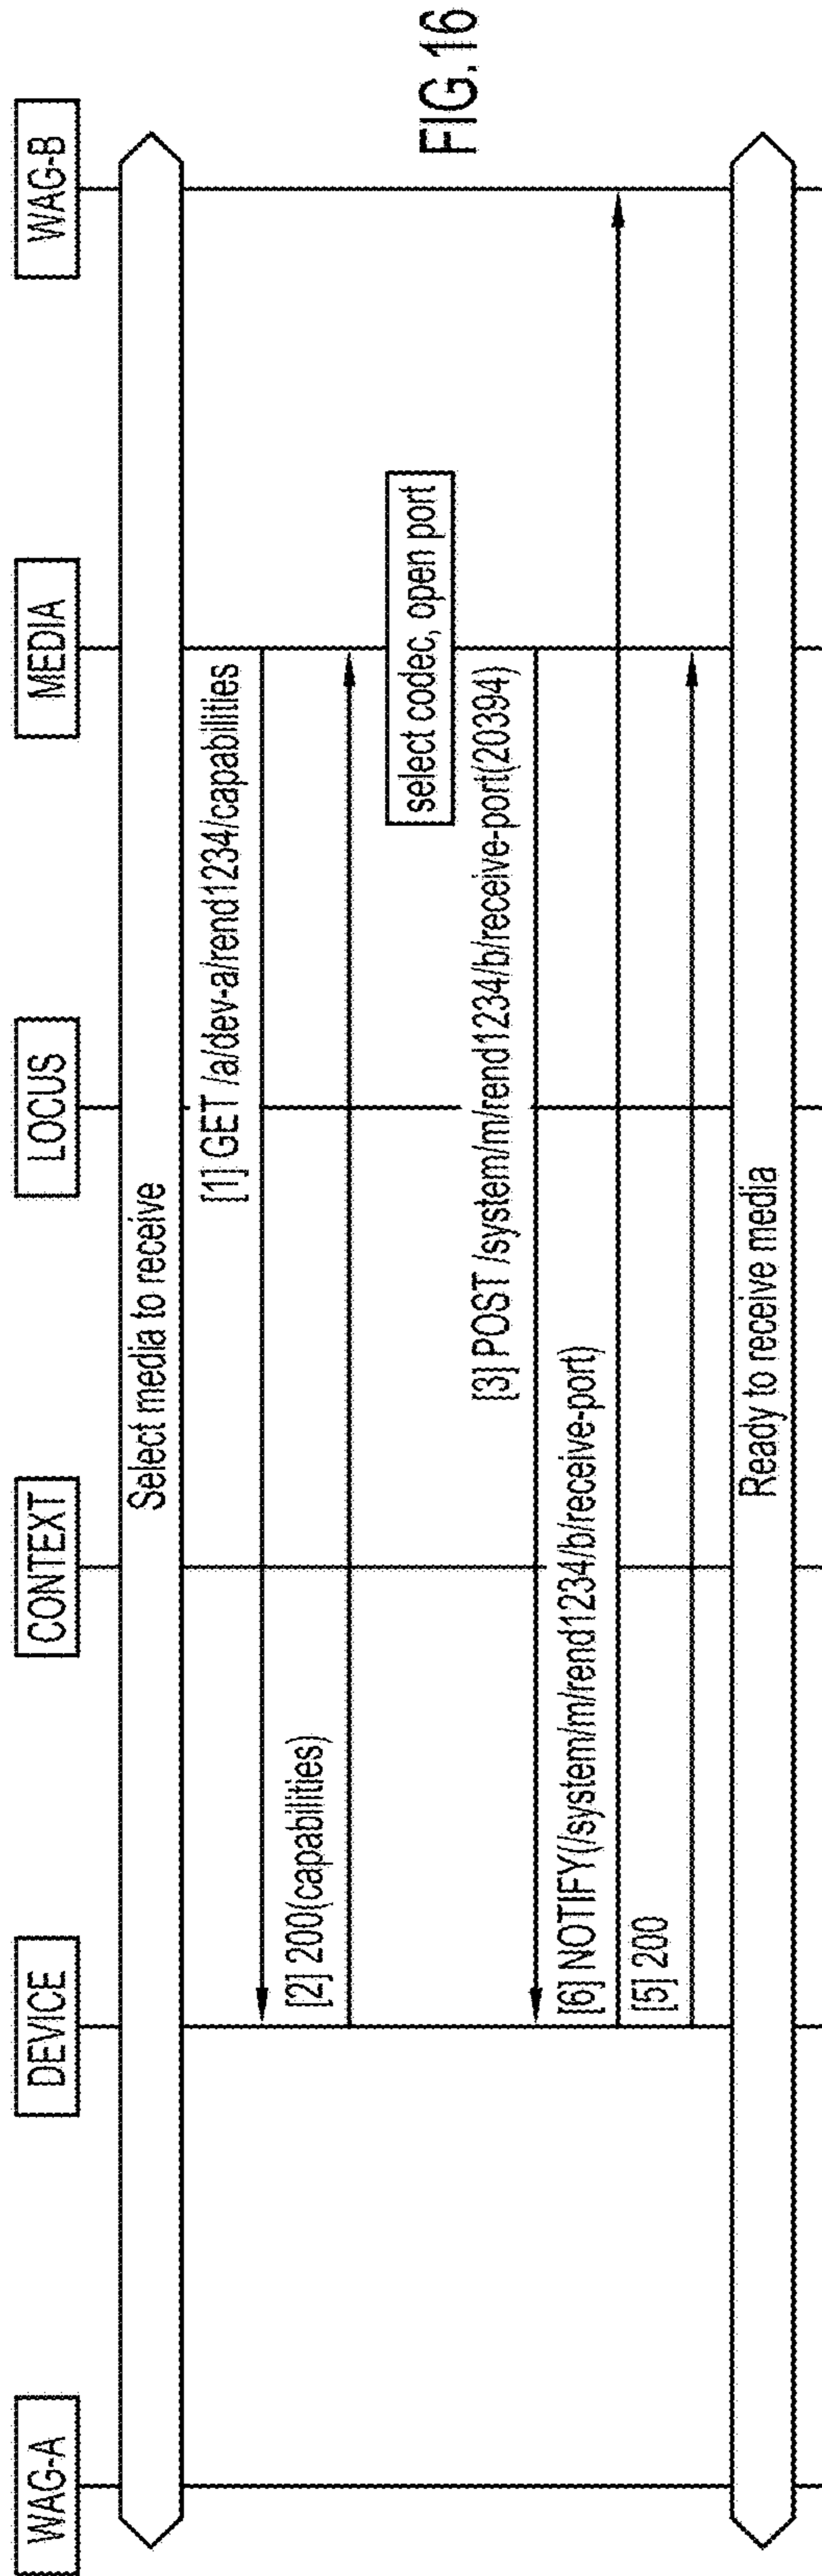 WAG-A
DEVICE
CONTEXT
LOCUS
MEDIA
WAG-B
Select media to receive
[1] GET /a/dev-a/rend1234/capabilities
[2] 200(capabilities)
select codec, open port
[3] POST /system/m/rend1234/b/receive-port(20394)
[6] NOTIFY(/system/m/rend1234/b/receive-port)
[5] 200
Ready to receive media
FIG.16